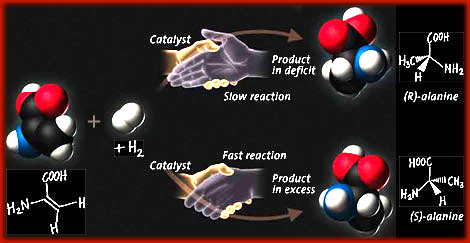 Catalyst
Product
in deficit
Slow reaction
COOH
H3C
NH2
H
(R)-alanine
+
+ H2
COOH
H2N
H
H
Catalyst
Fast reaction
Product
in excess
HOOC
CH3
H2N
H
(S)-alanine